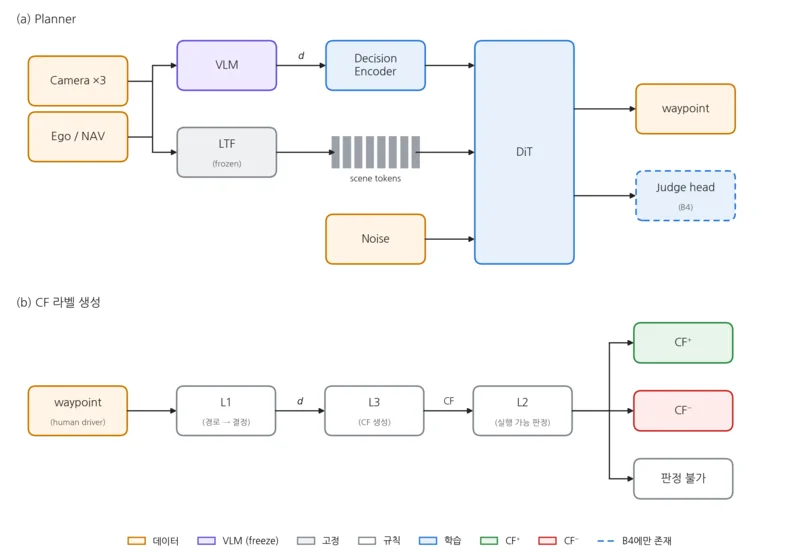 (a) Planner
Camera ×3
Ego / NAV
VLM
d
Decision
Encoder
LTF
(frozen)
scene tokens
Noise
DiT
waypoint
Judge head
(B4)
(b) CF 라벨 생성
waypoint
(human driver)
L1
(경로 → 결정)
d
L3
(CF 생성)
CF
L2
(실행 가능 판정)
CF⁺
CF⁻
판정 불가
데이터
VLM (freeze)
고정
규칙
학습
CF⁺
CF⁻
B4에만 존재